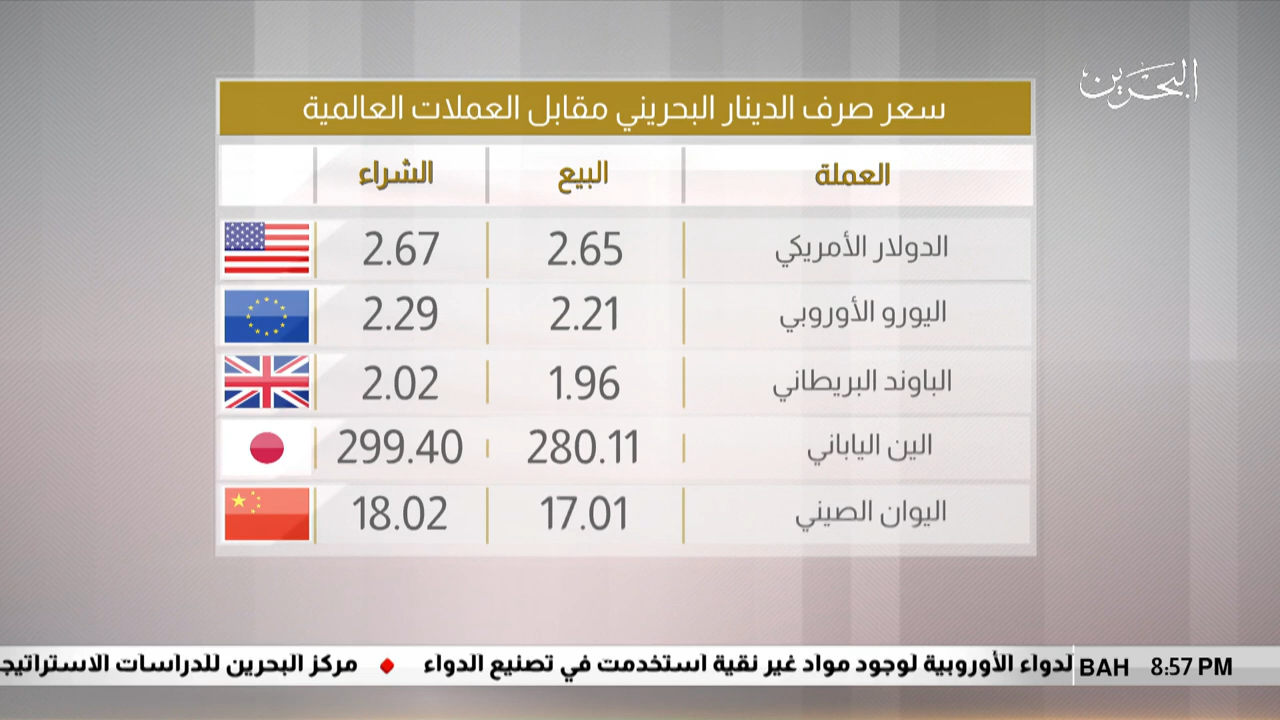 البحرين
سعر صرف الدينار البحريني مقابل العملات العالمية
العملة البيع الشراء
الدولار الأمريكي 2.65 2.67
اليورو الأوروبي 2.21 2.29
الباوند البريطاني 1.96 2.02
الين الياباني 280.11 299.40
اليوان الصيني 17.01 18.02
BAH 8:57 PM
لدواء الأوروبية لوجود مواد غير نقية استخدمت في تصنيع الدواء ♦ مركز البحرين للدراسات الاستراتيج